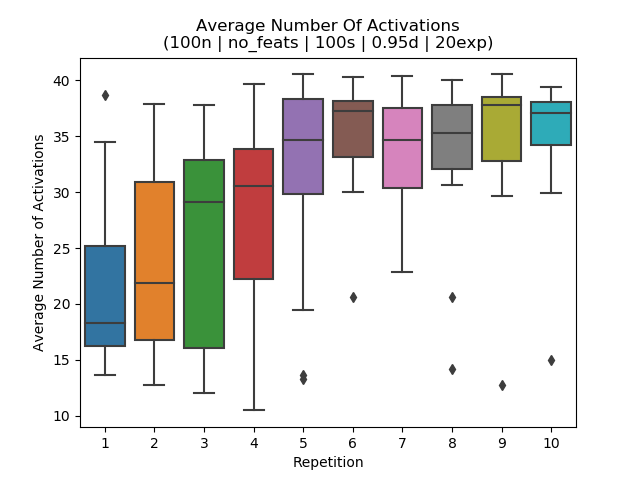 Average Number Of Activations
(100n | no_feats | 100s | 0.95d | 20exp)
Average Number of Activations
40
35
30
25
20
15
10
1 2 3 4 5 6 7 8 9 10
Repetition